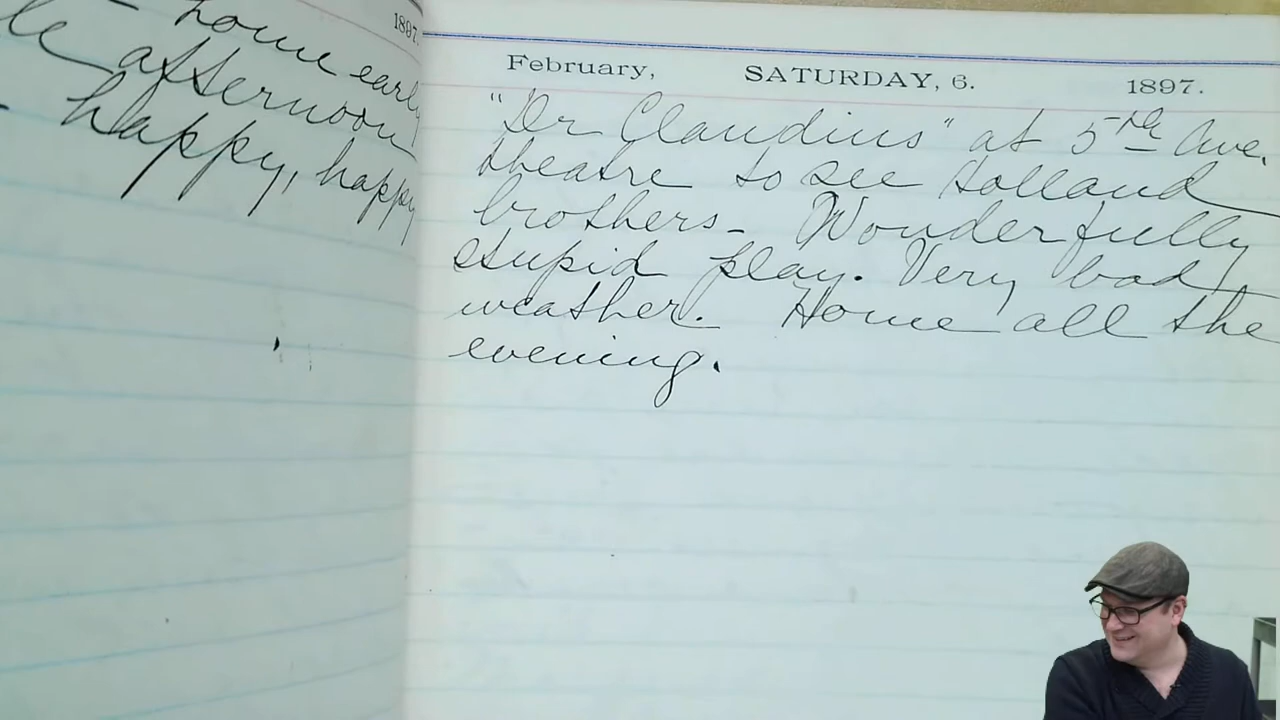 home early
afternoon
happy, happy
1897.
February, SATURDAY, 6. 1897.
"Dr Claudius" at 5th Ave.
theatre to see Holland
brothers- Wonderfully
stupid play. Very bad
weather. Home all the
evening.